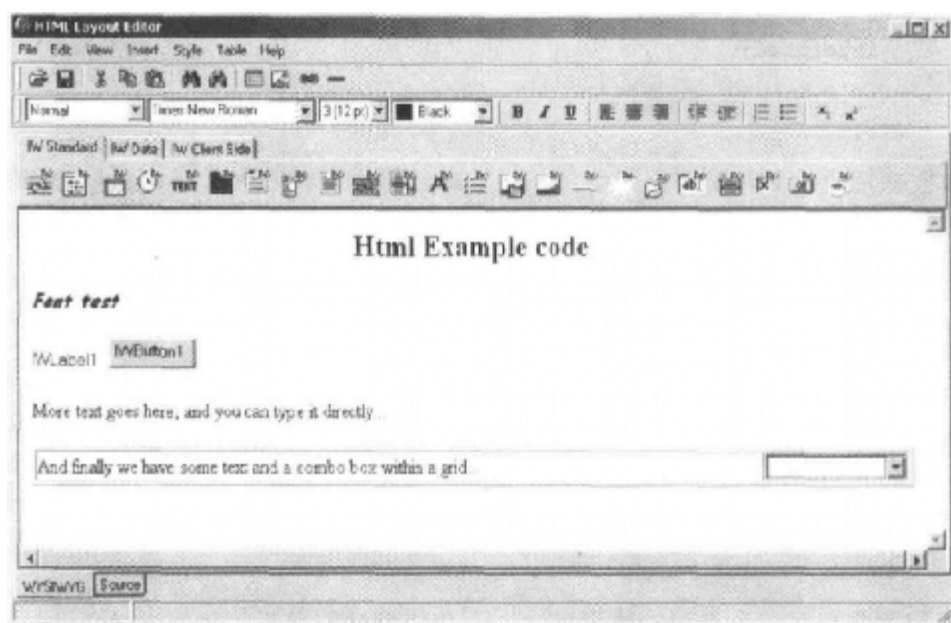 HTML Layout Editor
File Edit View Insert Style Table Help
Normal Times New Roman 3 (12 pt) Black B I U
IW Standard IW Data IW Client Side
TEXT A ab
Html Example code
Font test
IWLabel1 IWButton1
More text goes here, and you can type it directly...
And finally we have some text and a combo box within a grid...
WYSIWYG Source